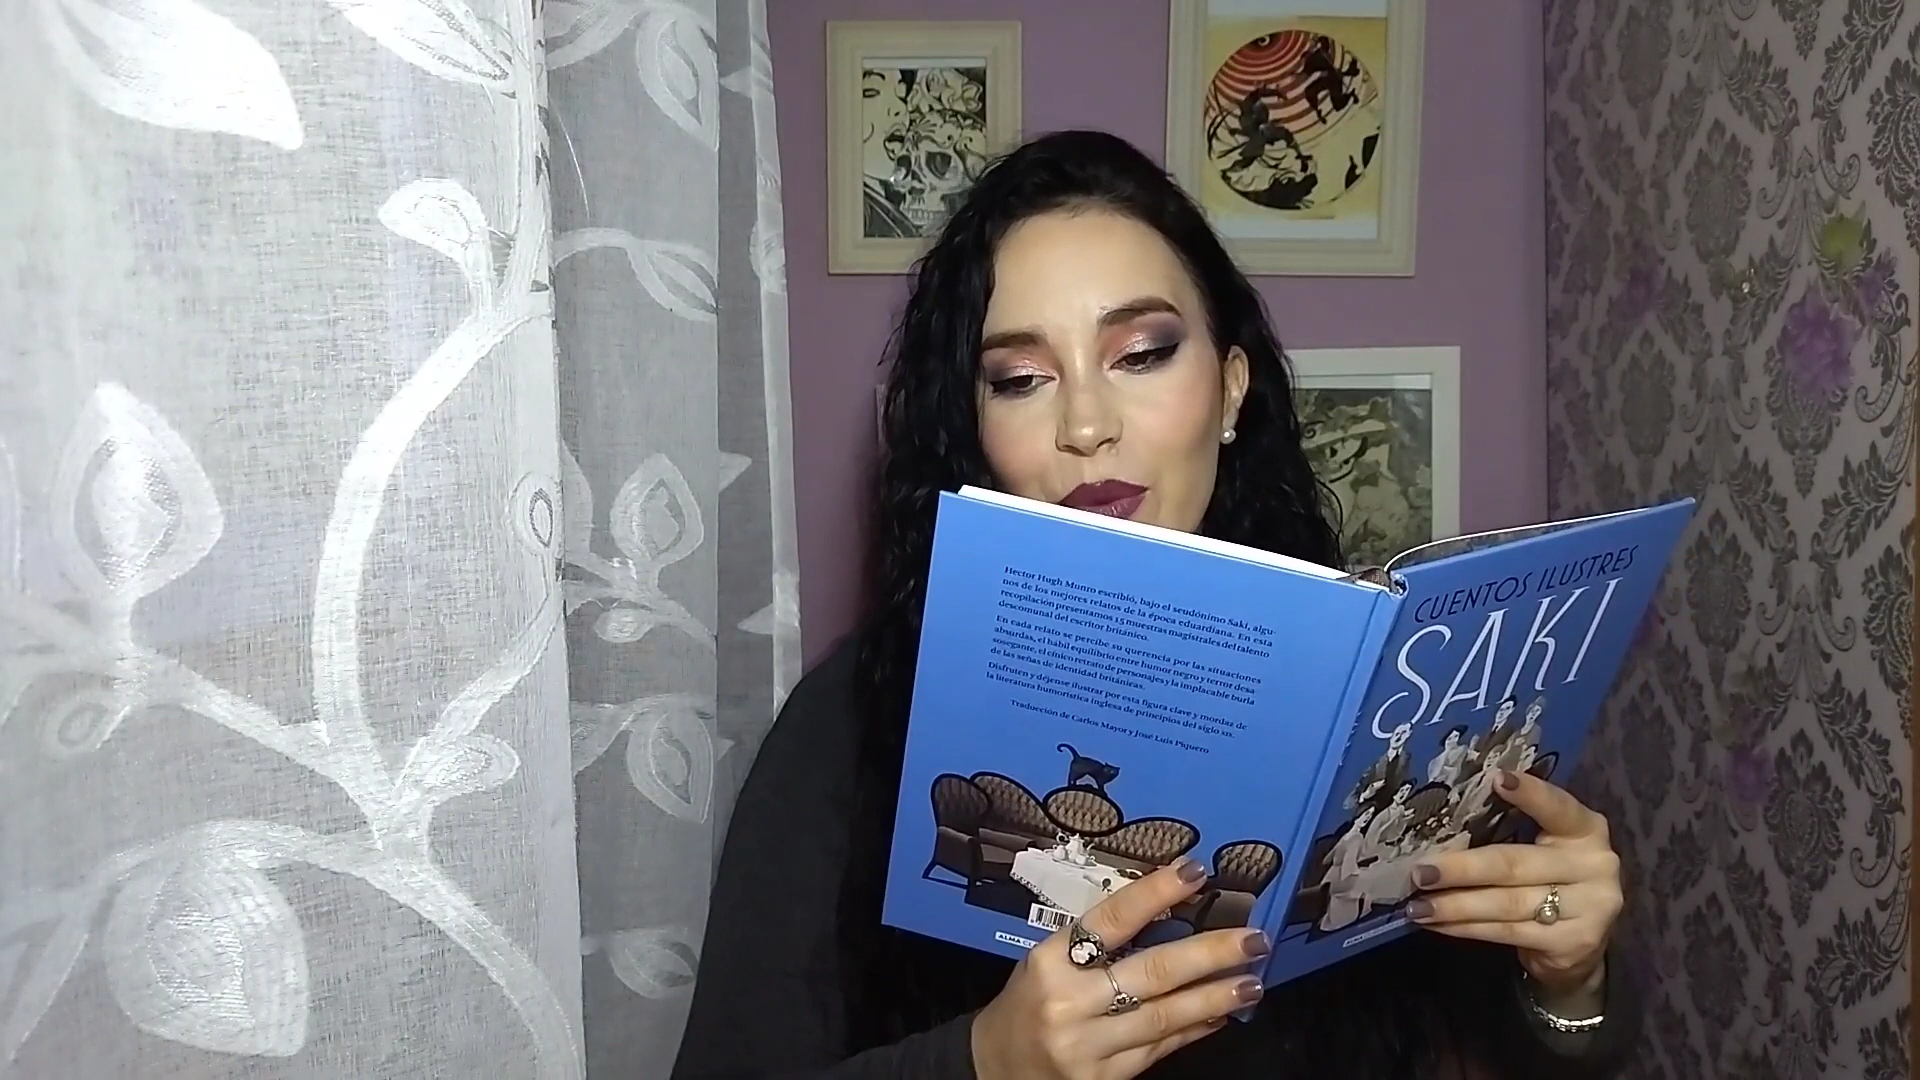 Hector Hugh Munro escribió, bajo el seudónimo Saki, algu-
nos de los mejores relatos de la época eduardiana. En esta
recopilación presentamos 15 muestras magistrales del talento
descomunal del escritor británico.
En cada relato se percibe su querencia por las situaciones
absurdas, el hábil equilibrio entre humor negro y terror desa-
sosegante, el cínico retrato de personajes y la implacable burla
de las señas de identidad británicas.
Disfruten y déjense ilustrar por esta figura clave y mordaz de
la literatura humorística inglesa de principios del siglo XIX.
Traducción de Carlos Mayor y José Luis Piquero
ALMA
CUENTOS ILUSTRES
SAKI
ALMA